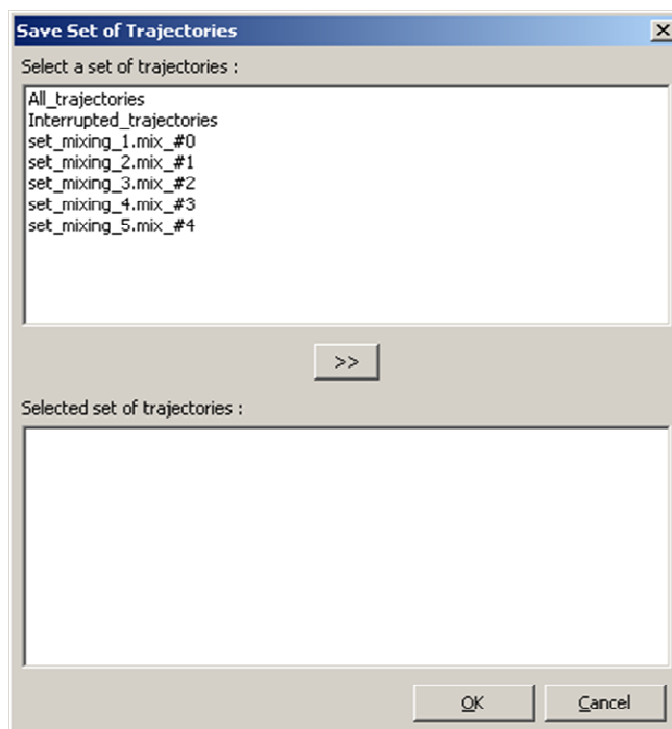 Save Set of Trajectories
Select a set of trajectories :
All_trajectories
Interrupted_trajectories
set_mixing_1.mix_#0
set_mixing_2.mix_#1
set_mixing_3.mix_#2
set_mixing_4.mix_#3
set_mixing_5.mix_#4
>>
Selected set of trajectories :
OK Cancel